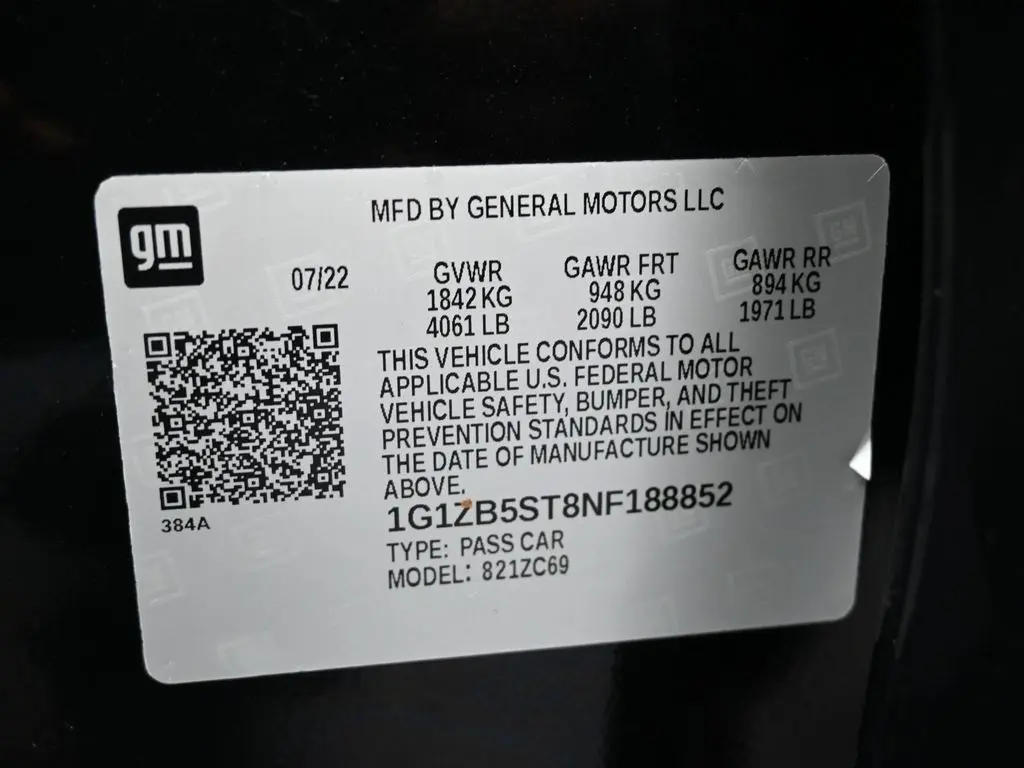 gm
MFD BY GENERAL MOTORS LLC
07/22
GVWR
1842 KG
4061 LB
GAWR FRT
948 KG
2090 LB
GAWR RR
894 KG
1971 LB
THIS VEHICLE CONFORMS TO ALL
APPLICABLE U.S. FEDERAL MOTOR
VEHICLE SAFETY, BUMPER, AND THEFT
PREVENTION STANDARDS IN EFFECT ON
THE DATE OF MANUFACTURE SHOWN
ABOVE.
384A
1G1ZB5ST8NF188852
TYPE: PASS CAR
MODEL: 821ZC69